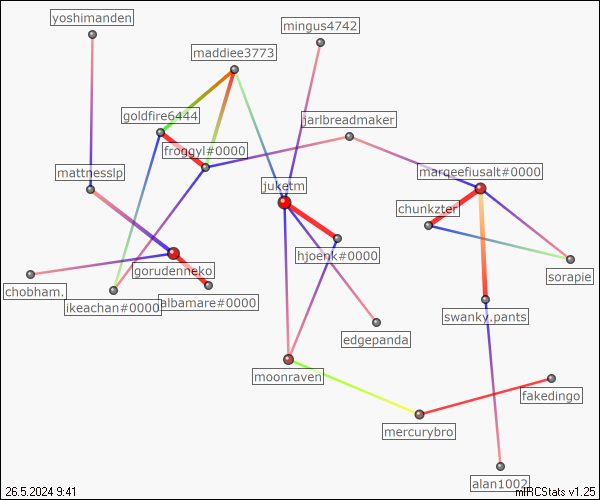 yoshimanden
mingus4742
maddiee3773
goldfire6444
jarlbreadmaker
froggyl#0000
mattnesslp
marqeefiusalt#0000
juketm
chunkzter
hjoenk#0000
gorudenneko
sorapie
chobham.
albamare#0000
ikeachan#0000
swanky.pants
edgepanda
moonraven
fakedingo
mercurybro
alan1002
26.5.2024 9:41
mIRCStats v1.25